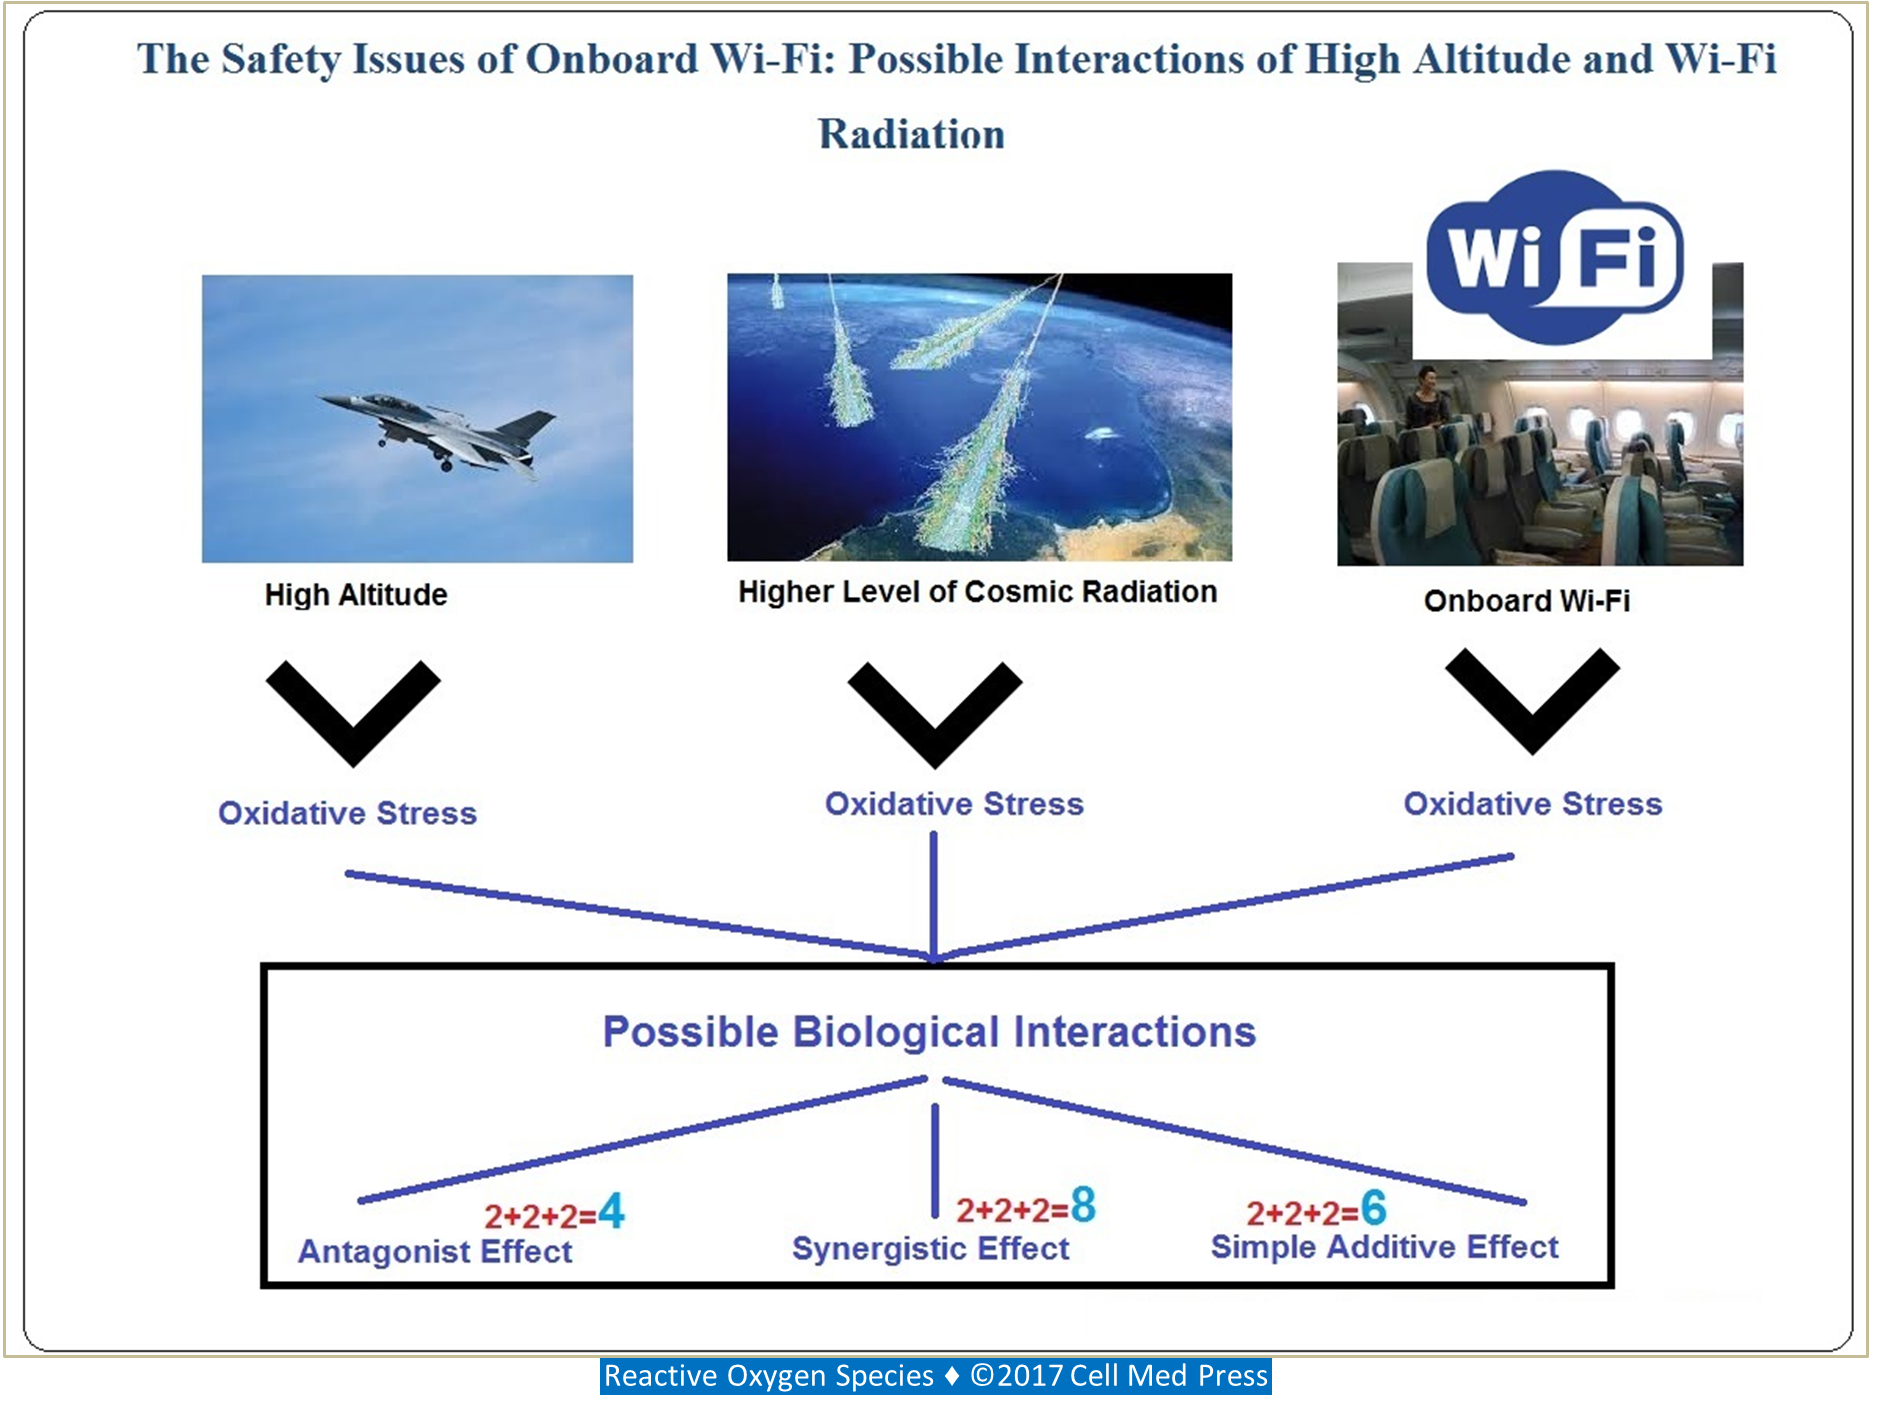 The Safety Issues of Onboard Wi-Fi: Possible Interactions of High Altitude and Wi-Fi
Radiation
Wi Fi
High Altitude
Higher Level of Cosmic Radiation
Onboard Wi-Fi
Oxidative Stress
Oxidative Stress
Oxidative Stress
Possible Biological Interactions
2+2+2=4
Antagonist Effect
2+2+2=8
Synergistic Effect
2+2+2=6
Simple Additive Effect
Reactive Oxygen Species ♦ ©2017 Cell Med Press